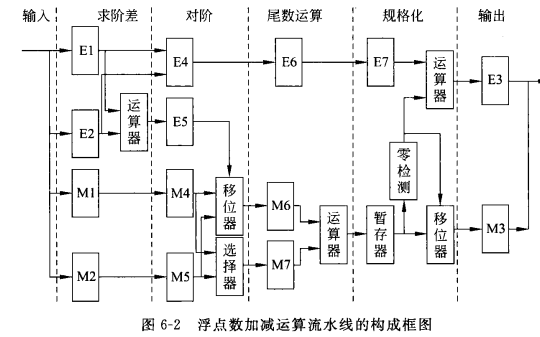 输入 求阶差 对阶 尾数运算 规格化 输出
E1 E4 E6 E7 运算器 E3
E2 运算器 E5
零检测
M1 M4 移位器 M6 运算器 暂存器 移位器 M3
M2 M5 选择器 M7
图 6-2 浮点数加减运算流水线的构成框图